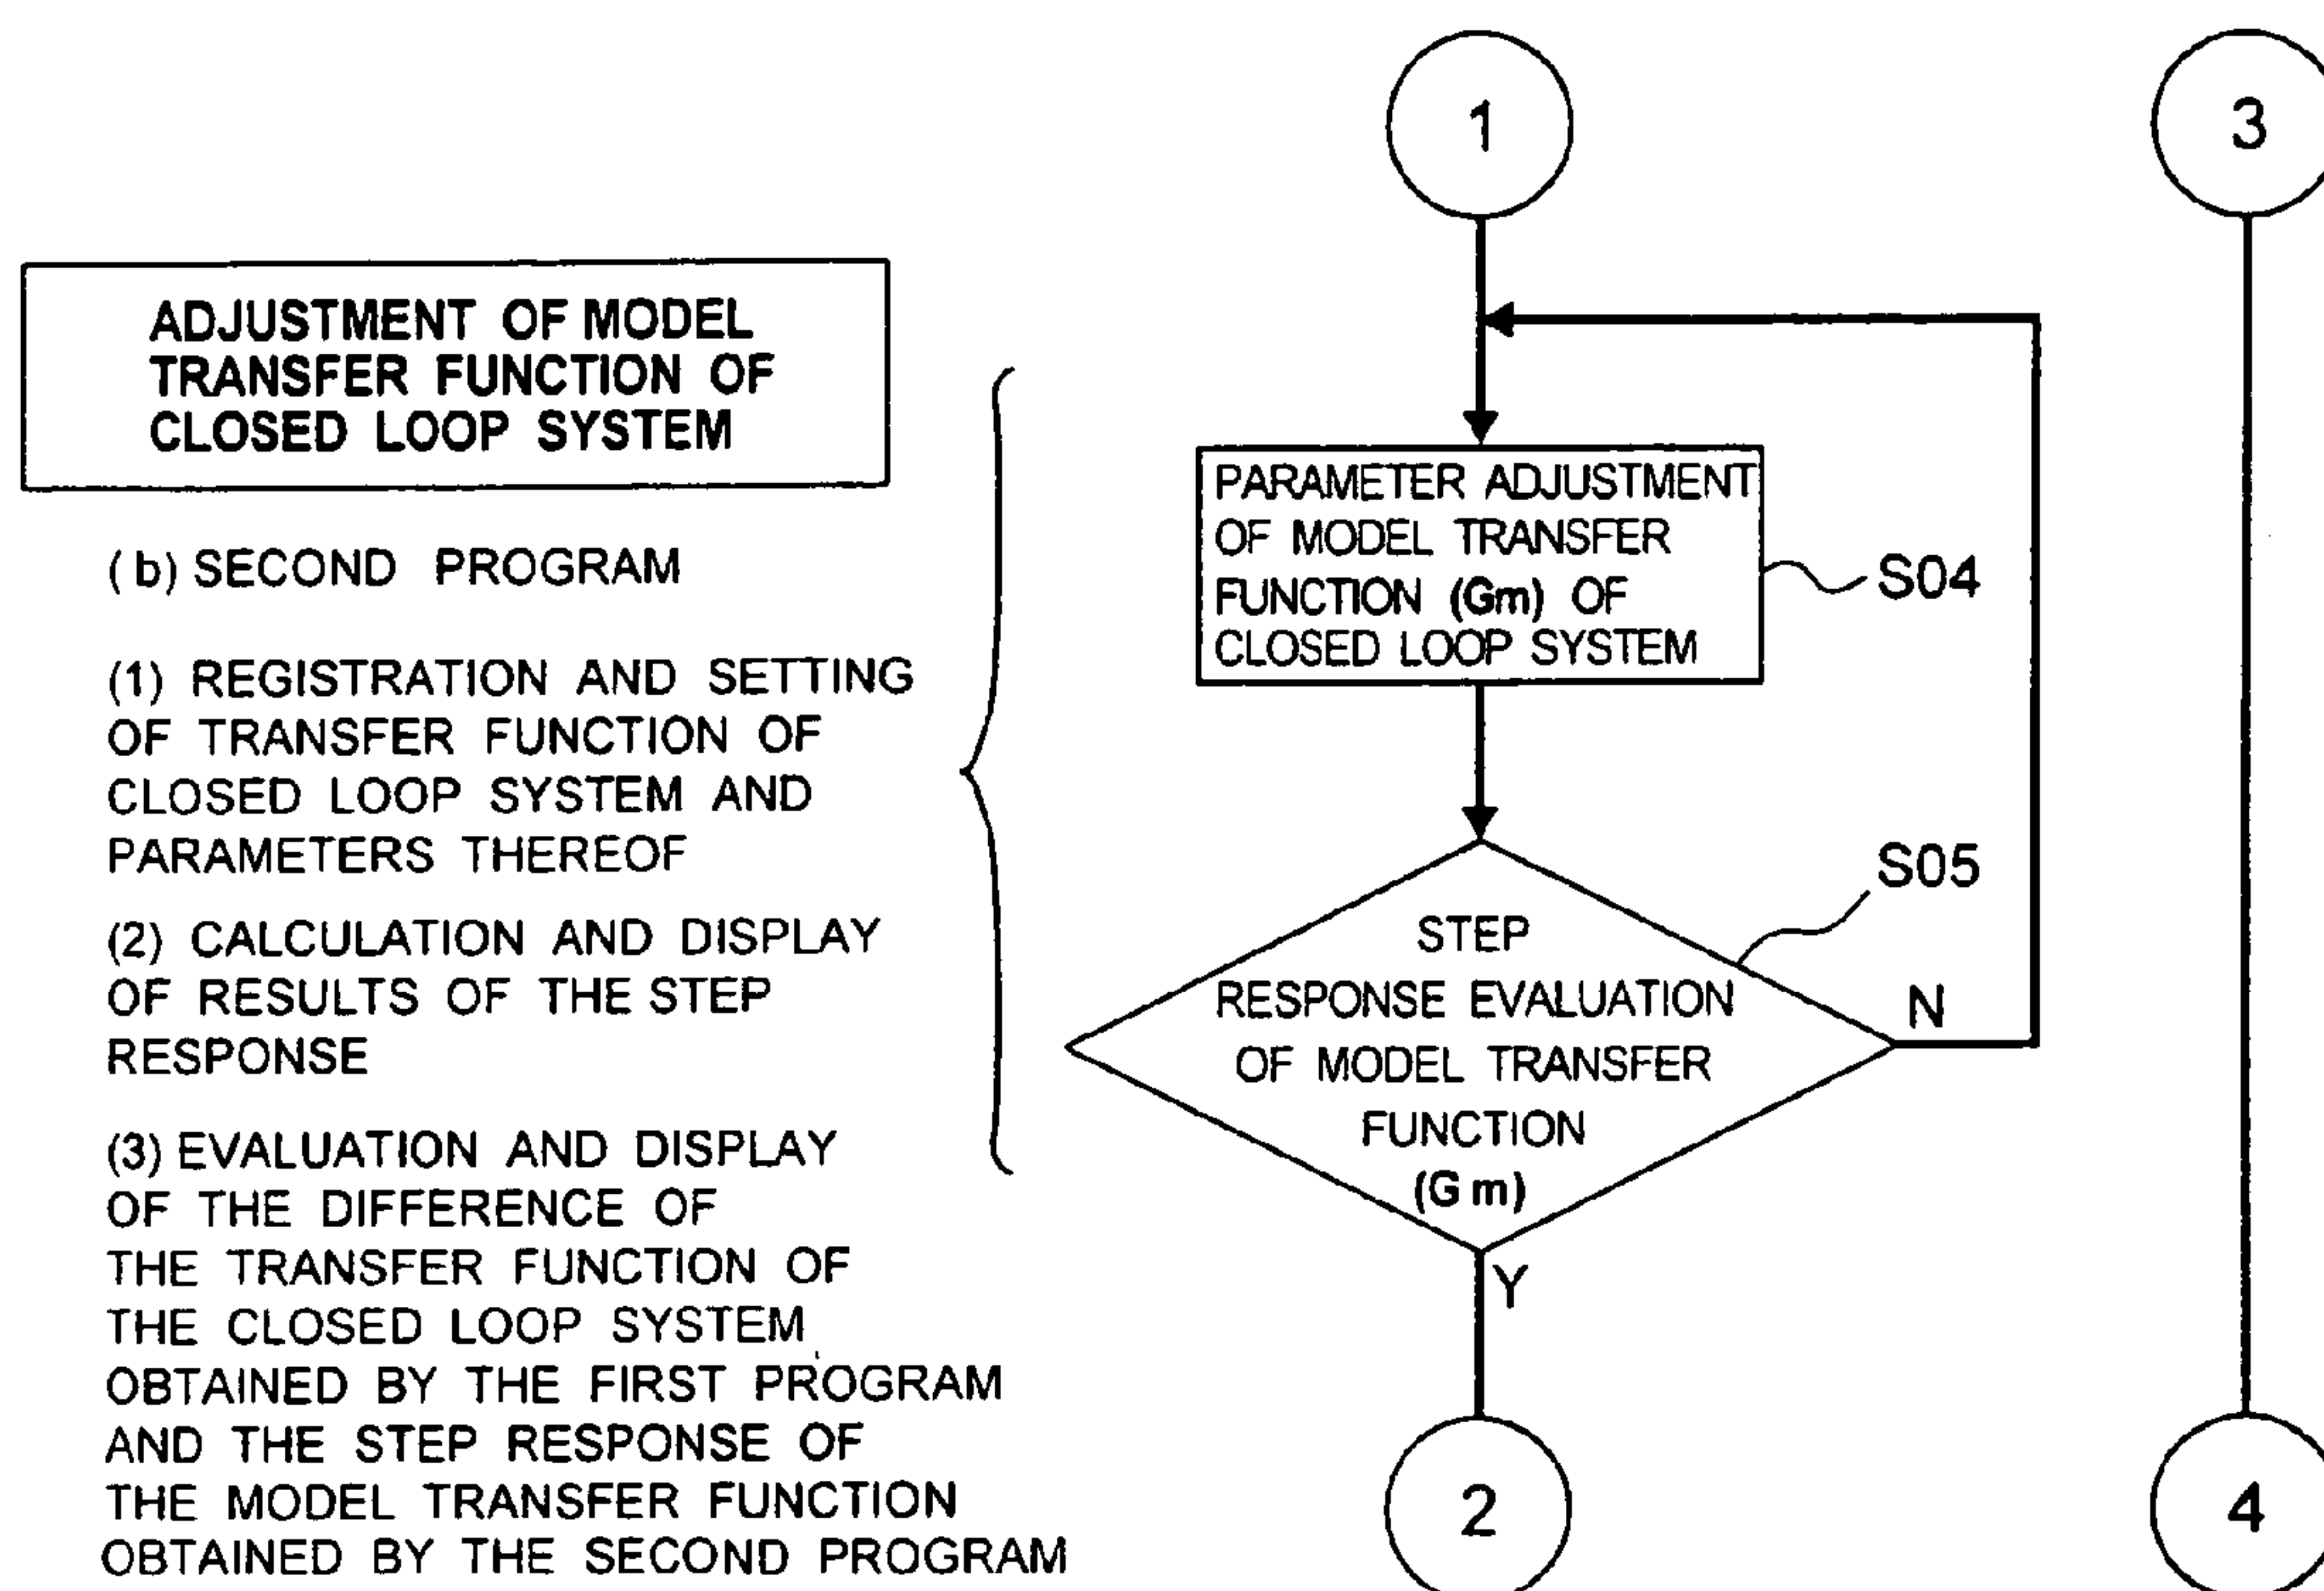 ADJUSTMENT OF MODEL
TRANSFER FUNCTION OF
CLOSED LOOP SYSTEM
(b) SECOND PROGRAM
(1) REGISTRATION AND SETTING
OF TRANSFER FUNCTION OF
CLOSED LOOP SYSTEM AND
PARAMETERS THEREOF
(2) CALCULATION AND DISPLAY
OF RESULTS OF THE STEP
RESPONSE
(3) EVALUATION AND DISPLAY
OF THE DIFFERENCE OF
THE TRANSFER FUNCTION OF
THE CLOSED LOOP SYSTEM
OBTAINED BY THE FIRST PROGRAM
AND THE STEP RESPONSE OF
THE MODEL TRANSFER FUNCTION
OBTAINED BY THE SECOND PROGRAM
1
PARAMETER ADJUSTMENT
OF MODEL TRANSFER
FUNCTION (Gm) OF
CLOSED LOOP SYSTEM
S04
STEP
RESPONSE EVALUATION
OF MODEL TRANSFER
FUNCTION
(Gm)
S05
N
Y
2
3
4